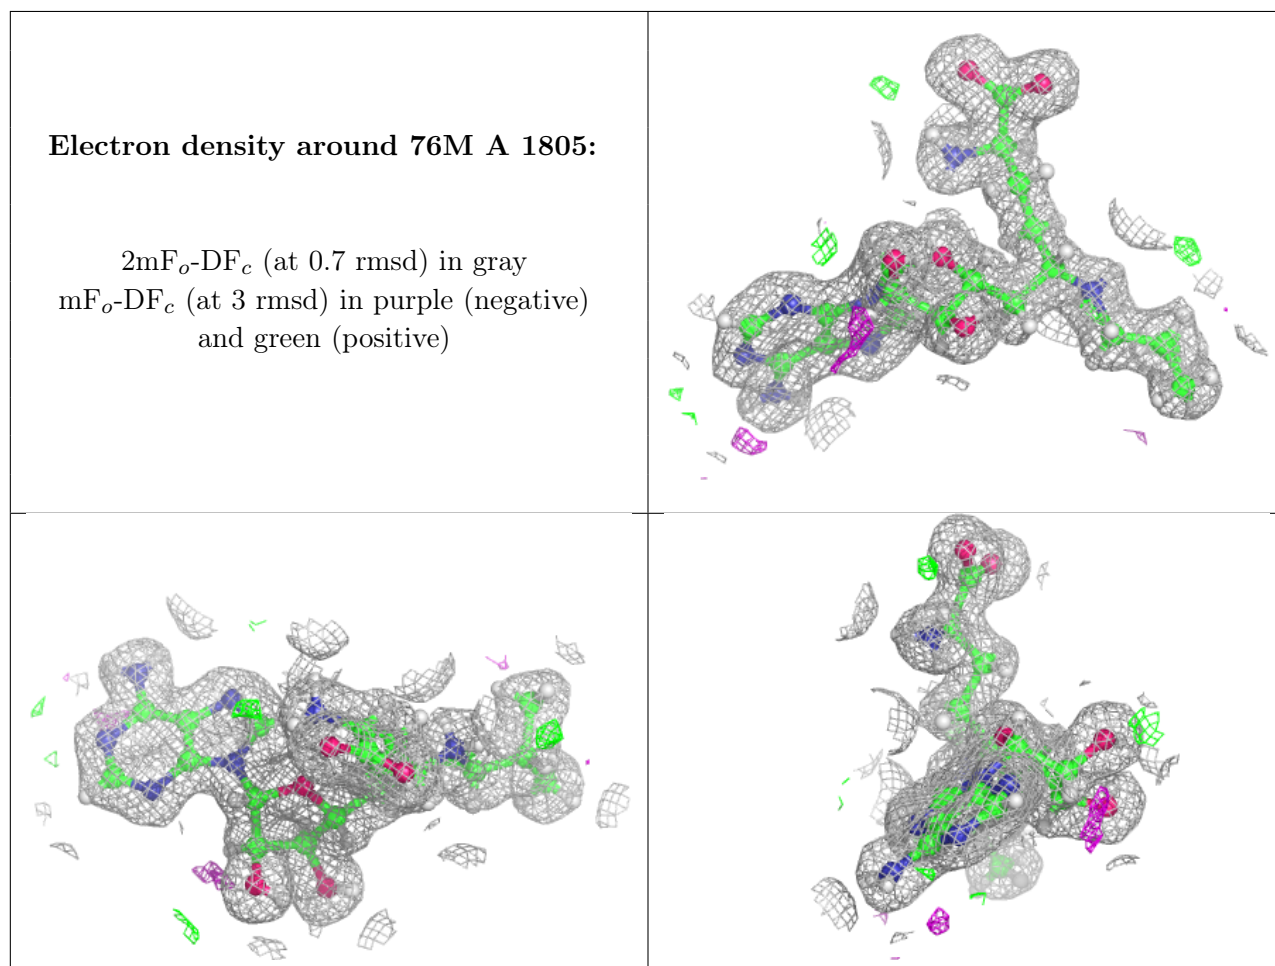 Electron density around 76M A 1805:
2mFo-DFc (at 0.7 rmsd) in gray
mFo-DFc (at 3 rmsd) in purple (negative)
and green (positive)